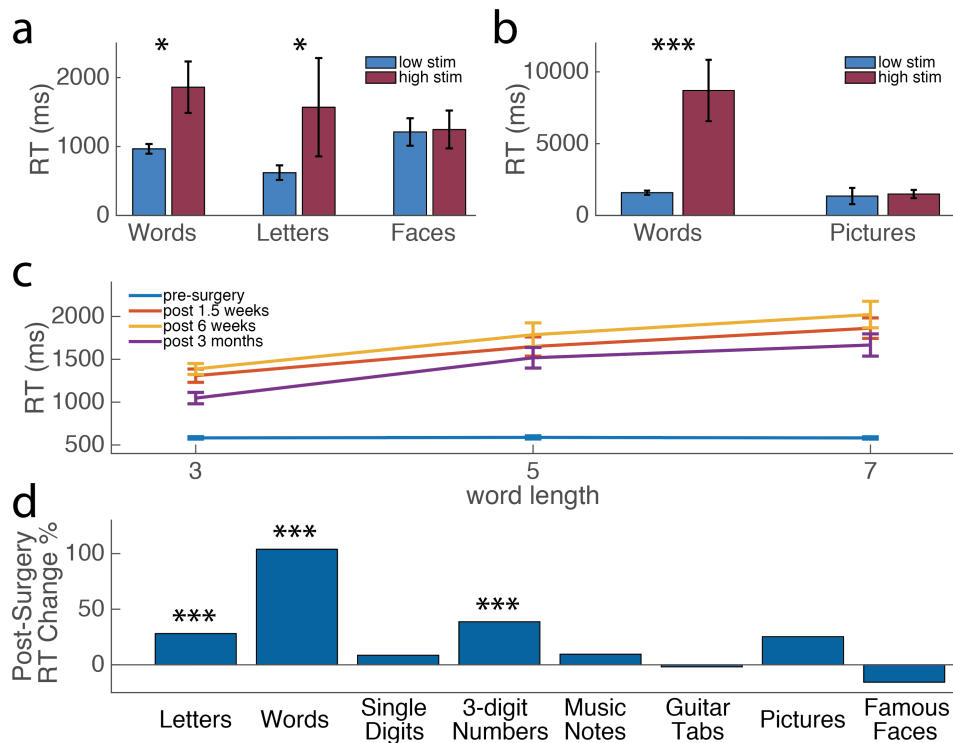 a
b
* *
***
low stim
high stim
low stim
high stim
RT (ms)
2000
1000
0
Words Letters Faces
RT (ms)
10000
5000
0
Words Pictures
c
pre-surgery
post 1.5 weeks
post 6 weeks
post 3 months
RT (ms)
2000
1500
1000
500
3 5 7
word length
d
Post-Surgery
RT Change %
100
50
0
*** *** ***
Letters Words Single Digits 3-digit Numbers Music Notes Guitar Tabs Pictures Famous Faces